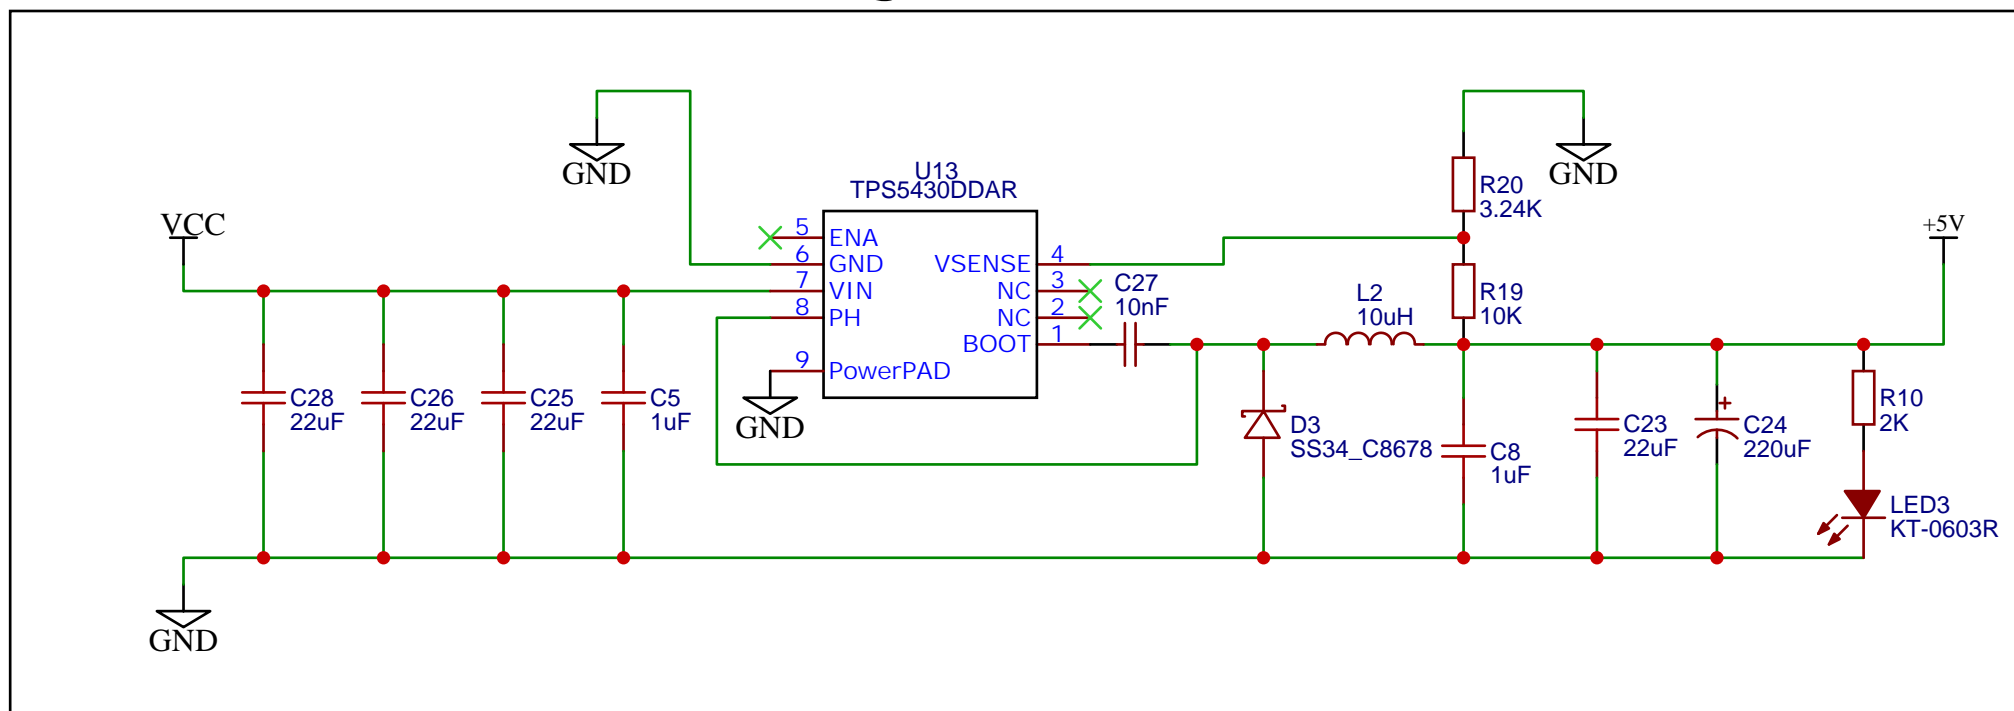 GND
GND
U13
TPS5430DDAR
R20
3.24K
VCC
+5V
5
ENA
6
GND
7
VIN
8
PH
9
PowerPAD
VSENSE
4
NC
3
NC
2
BOOT
1
C27
10nF
L2
10uH
R19
10K
C28
22uF
C26
22uF
C25
22uF
C5
1uF
GND
D3
SS34_C8678
C8
1uF
C23
22uF
+
C24
220uF
R10
2K
LED3
KT-0603R
GND